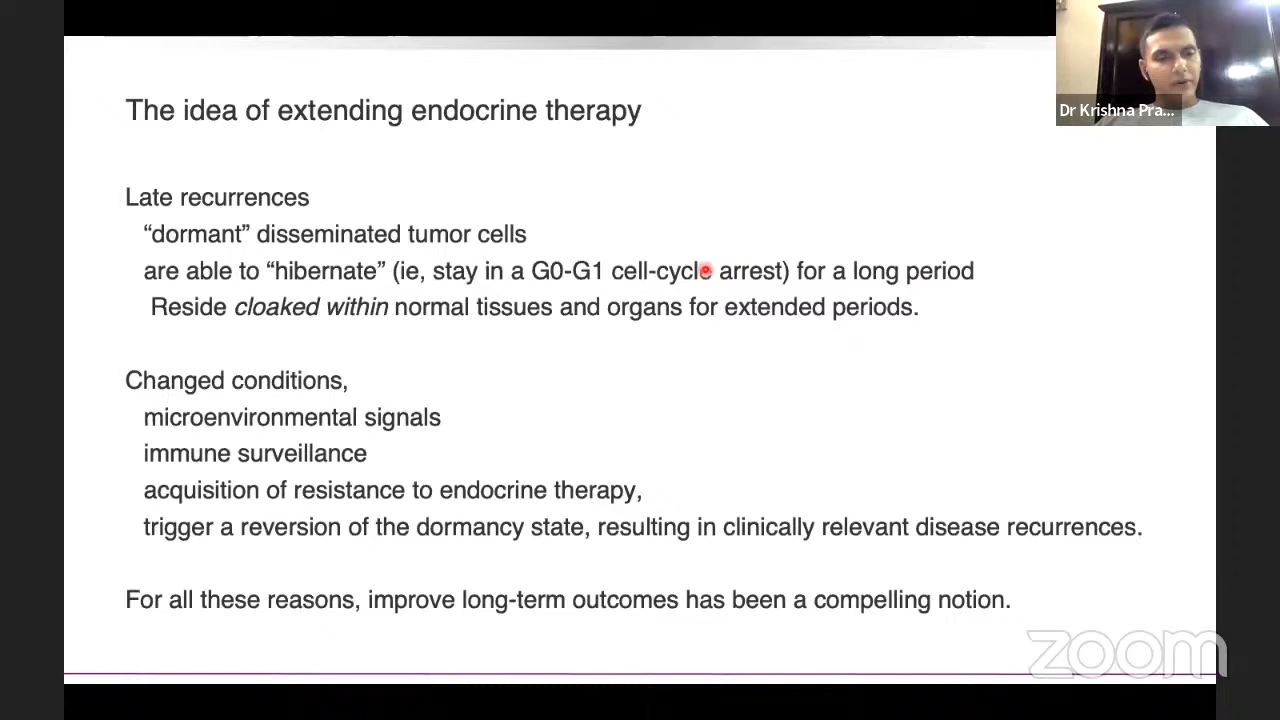 The idea of extending endocrine therapy
Dr Krishna Pra...
Late recurrences
“dormant” disseminated tumor cells
are able to “hibernate” (ie, stay in a G0-G1 cell-cycle arrest) for a long period
Reside cloaked within normal tissues and organs for extended periods.
Changed conditions,
microenvironmental signals
immune surveillance
acquisition of resistance to endocrine therapy,
trigger a reversion of the dormancy state, resulting in clinically relevant disease recurrences.
For all these reasons, improve long-term outcomes has been a compelling notion.
zoom